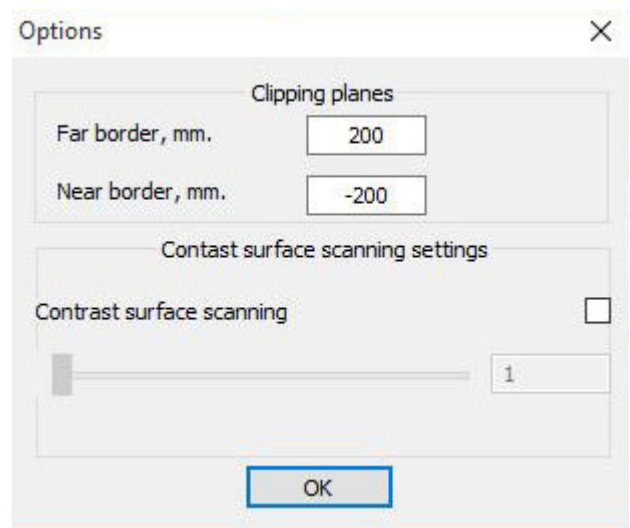 Options
Clipping planes
Far border, mm. 200
Near border, mm. -200
Contast surface scanning settings
Contrast surface scanning
1
OK